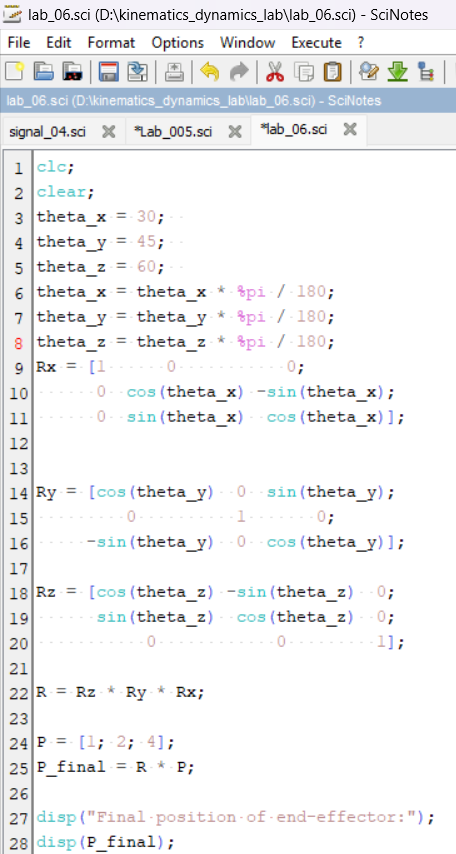 lab_06.sci (D:\kinematics_dynamics_lab\lab_06.sci) - SciNotes
File Edit Format Options Window Execute ?
lab_06.sci (D:\kinematics_dynamics_lab\lab_06.sci) - SciNotes
signal_04.sci *Lab_005.sci *lab_06.sci
1 clc;
2 clear;
3 theta_x = 30;
4 theta_y = 45;
5 theta_z = 60;
6 theta_x = theta_x * %pi / 180;
7 theta_y = theta_y * %pi / 180;
8 theta_z = theta_z * %pi / 180;
9 Rx = [1 0 0;
10 0 cos(theta_x) -sin(theta_x);
11 0 sin(theta_x) cos(theta_x)];
12
13
14 Ry = [cos(theta_y) 0 sin(theta_y);
15 0 1 0;
16 -sin(theta_y) 0 cos(theta_y)];
17
18 Rz = [cos(theta_z) -sin(theta_z) 0;
19 sin(theta_z) cos(theta_z) 0;
20 0 0 1];
21
22 R = Rz * Ry * Rx;
23
24 P = [1; 2; 4];
25 P_final = R * P;
26
27 disp("Final position of end-effector:");
28 disp(P_final);